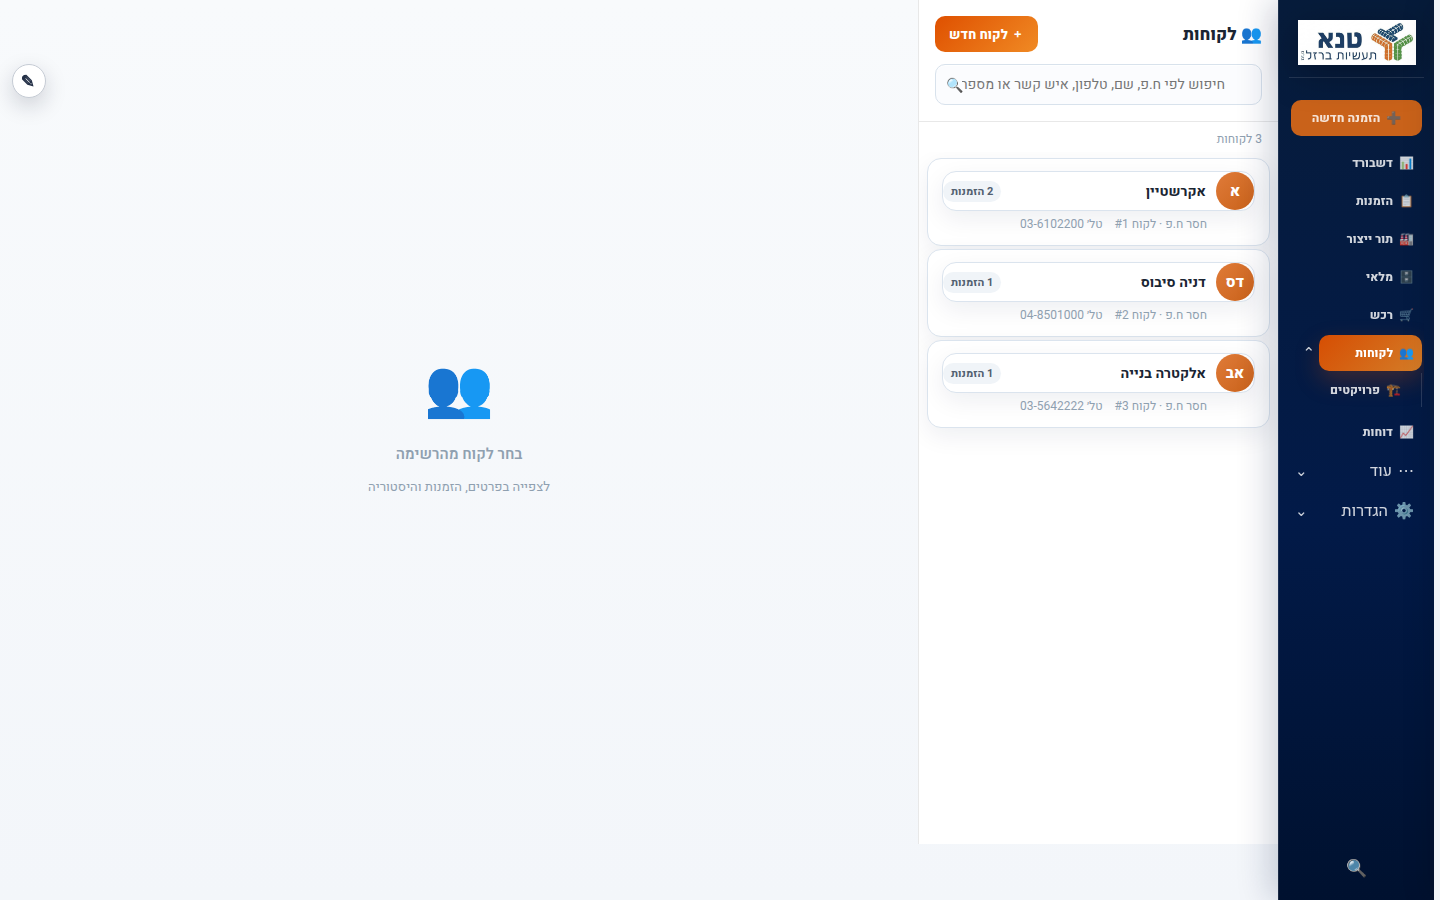 טנא
תעשיות ברזל
הזמנה חדשה
דשבורד
הזמנות
תור ייצור
מלאי
רכש
לקוחות
פרויקטים
דוחות
עוד
הגדרות
לקוחות
+ לקוח חדש
חיפוש לפי ח.פ, שם, טלפון, איש קשר או מספר
3 לקוחות
א
אקרשטיין
2 הזמנות
חסר ח.פ · לקוח #1 טל' 03-6102200
דס
דניה סיבוס
1 הזמנות
חסר ח.פ · לקוח #2 טל' 04-8501000
אב
אלקטרה בנייה
1 הזמנות
חסר ח.פ · לקוח #3 טל' 03-5642222
בחר לקוח מהרשימה
לצפייה בפרטים, הזמנות והיסטוריה